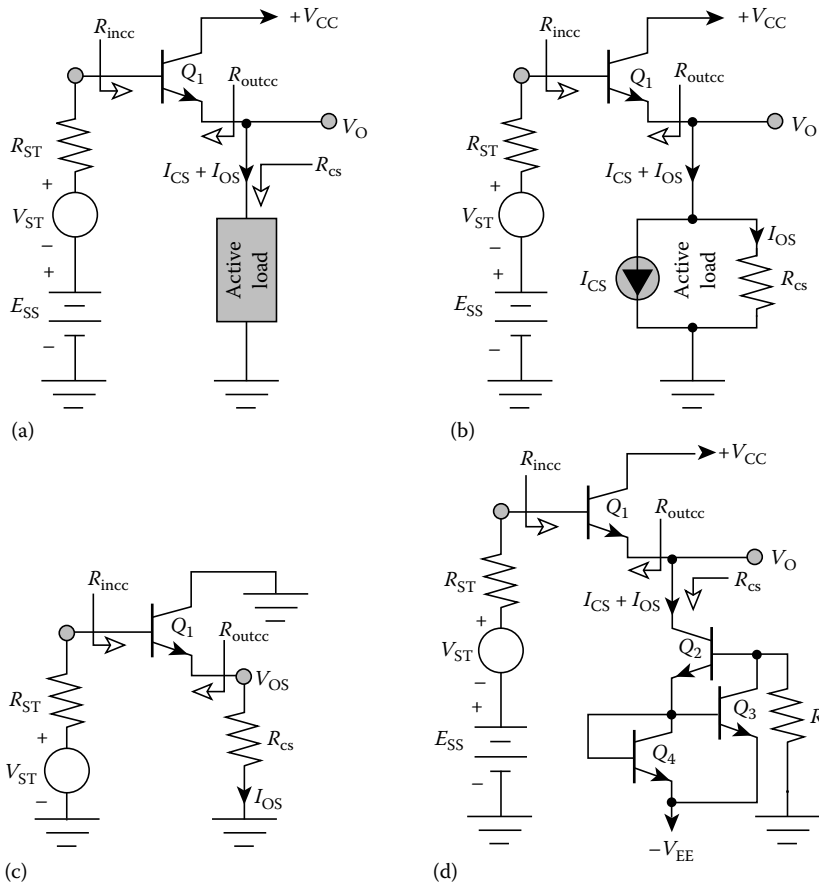 +V_CC
R_incc
Q_1
R_outcc
V_O
R_ST
I_CS + I_OS
R_cs
+
V_ST
−
+
Active load
E_SS
−
(a)
+V_CC
R_incc
Q_1
R_outcc
V_O
R_ST
I_CS + I_OS
+
V_ST
−
I_OS
+
I_CS
Active load
R_cs
E_SS
−
(b)
R_incc
Q_1
R_outcc
V_OS
R_ST
+
R_cs
V_ST
−
I_OS
(c)
+V_CC
R_incc
Q_1
R_outcc
V_O
R_ST
R_cs
I_CS + I_OS
+
V_ST
Q_2
−
+
Q_3
R
E_SS
Q_4
−
−V_EE
(d)